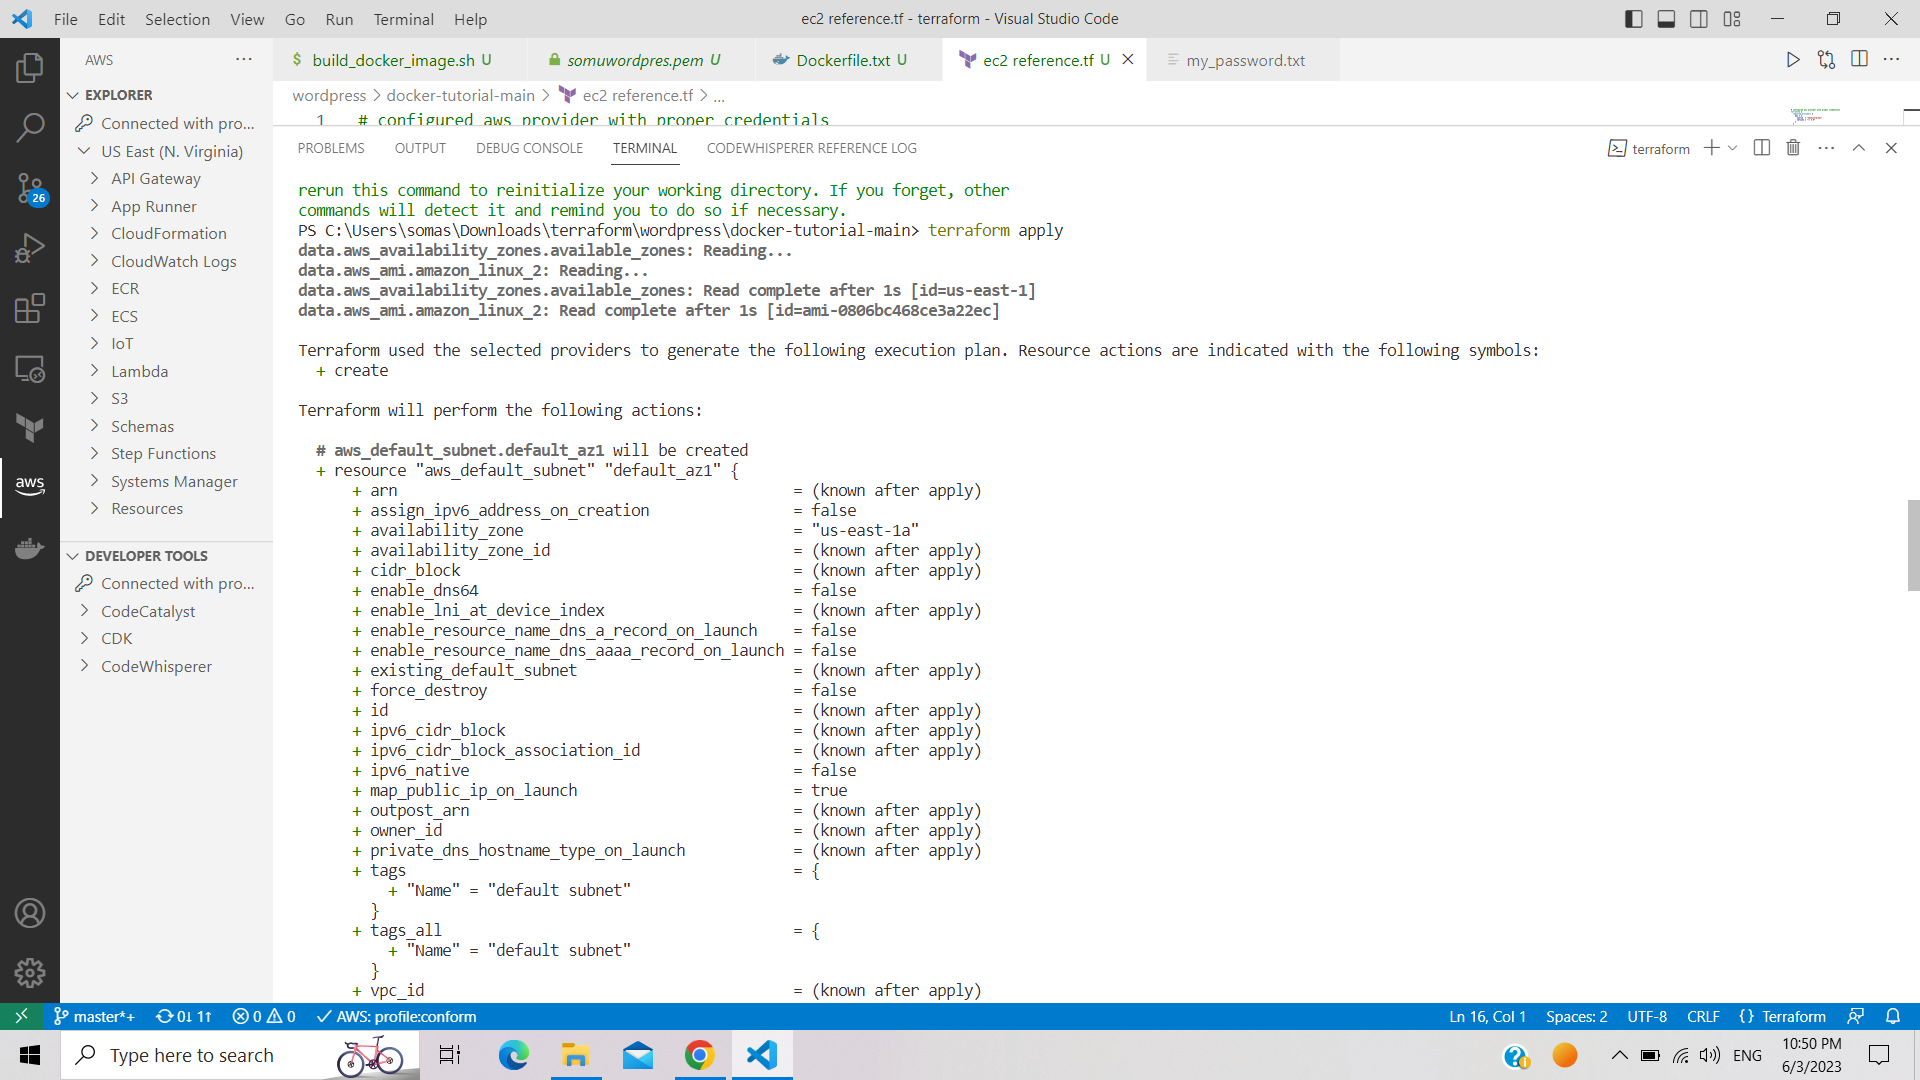 File Edit Selection View Go Run Terminal Help
ec2 reference.tf - terraform - Visual Studio Code
AWS
EXPLORER
Connected with pro...
US East (N. Virginia)
API Gateway
App Runner
CloudFormation
CloudWatch Logs
ECR
ECS
IoT
Lambda
S3
Schemas
Step Functions
Systems Manager
Resources
DEVELOPER TOOLS
Connected with pro...
CodeCatalyst
CDK
CodeWhisperer
26
aws
$ build_docker_image.sh U
somuwordpres.pem U
Dockerfile.txt U
ec2 reference.tf U
my_password.txt
wordpress > docker-tutorial-main > ec2 reference.tf > ...
1 # configured aws provider with proper credentials
PROBLEMS OUTPUT DEBUG CONSOLE TERMINAL CODEWHISPERER REFERENCE LOG
terraform
rerun this command to reinitialize your working directory. If you forget, other
commands will detect it and remind you to do so if necessary.
PS C:\Users\somas\Downloads\terraform\wordpress\docker-tutorial-main> terraform apply
data.aws_availability_zones.available_zones: Reading...
data.aws_ami.amazon_linux_2: Reading...
data.aws_availability_zones.available_zones: Read complete after 1s [id=us-east-1]
data.aws_ami.amazon_linux_2: Read complete after 1s [id=ami-0806bc468ce3a22ec]
Terraform used the selected providers to generate the following execution plan. Resource actions are indicated with the following symbols:
+ create
Terraform will perform the following actions:
# aws_default_subnet.default_az1 will be created
+ resource "aws_default_subnet" "default_az1" {
+ arn = (known after apply)
+ assign_ipv6_address_on_creation = false
+ availability_zone = "us-east-1a"
+ availability_zone_id = (known after apply)
+ cidr_block = (known after apply)
+ enable_dns64 = false
+ enable_lni_at_device_index = (known after apply)
+ enable_resource_name_dns_a_record_on_launch = false
+ enable_resource_name_dns_aaaa_record_on_launch = false
+ existing_default_subnet = (known after apply)
+ force_destroy = false
+ id = (known after apply)
+ ipv6_cidr_block = (known after apply)
+ ipv6_cidr_block_association_id = (known after apply)
+ ipv6_native = false
+ map_public_ip_on_launch = true
+ outpost_arn = (known after apply)
+ owner_id = (known after apply)
+ private_dns_hostname_type_on_launch = (known after apply)
+ tags = {
+ "Name" = "default subnet"
}
+ tags_all = {
+ "Name" = "default subnet"
}
+ vpc_id = (known after apply)
master*+ 0↓ 1↑ 0 0 AWS: profile:conform
Ln 16, Col 1 Spaces: 2 UTF-8 CRLF {} Terraform
Type here to search
ENG
10:50 PM
6/3/2023